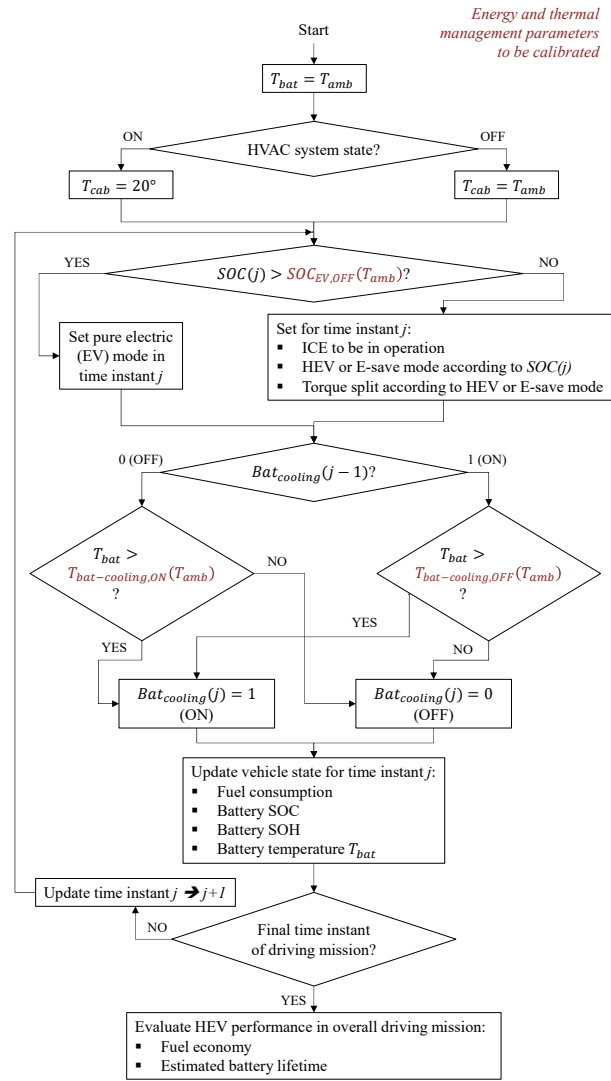 Energy and thermal
management parameters
to be calibrated
Start
T_bat = T_amb
ON
OFF
HVAC system state?
T_cab = 20°
T_cab = T_amb
YES
NO
SOC(j) > SOC_EV,OFF(T_amb)?
Set pure electric
(EV) mode in
time instant j
Set for time instant j:
▪ ICE to be in operation
▪ HEV or E-save mode according to SOC(j)
▪ Torque split according to HEV or E-save mode
0 (OFF)
1 (ON)
Bat_cooling(j − 1)?
T_bat >
T_bat−cooling,ON(T_amb)
?
NO
T_bat >
T_bat−cooling,OFF(T_amb)
?
YES
YES
NO
Bat_cooling(j) = 1
(ON)
Bat_cooling(j) = 0
(OFF)
Update vehicle state for time instant j:
▪ Fuel consumption
▪ Battery SOC
▪ Battery SOH
▪ Battery temperature T_bat
Update time instant j ➔ j+1
NO
Final time instant
of driving mission?
YES
Evaluate HEV performance in overall driving mission:
▪ Fuel economy
▪ Estimated battery lifetime